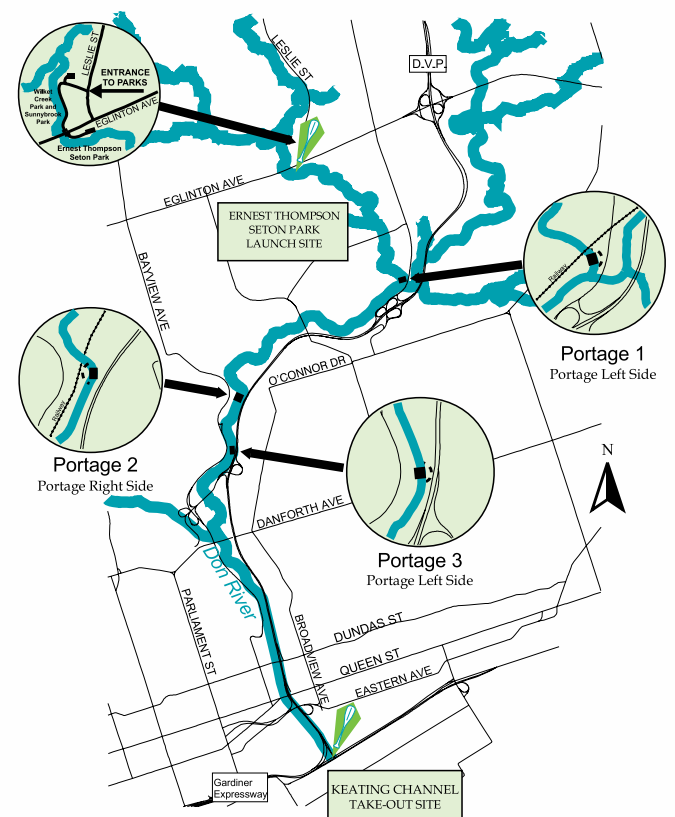 LESLIE ST
ENTRANCE
TO PARKS
Wilket
Creek
Park and
Sunnybrook
Park
EGLINTON AVE
Ernest Thompson
Seton Park
LESLIE ST
D.V.P.
EGLINTON AVE
ERNEST THOMPSON
SETON PARK
LAUNCH SITE
BAYVIEW AVE
Railway
Portage 1
Portage Left Side
O'CONNOR DR
Railway
Portage 2
Portage Right Side
N
DANFORTH AVE
Portage 3
Portage Left Side
Don River
PARLIAMENT ST
BROADVIEW AVE
DUNDAS ST
QUEEN ST
EASTERN AVE
Gardiner
Expressway
KEATING CHANNEL
TAKE-OUT SITE